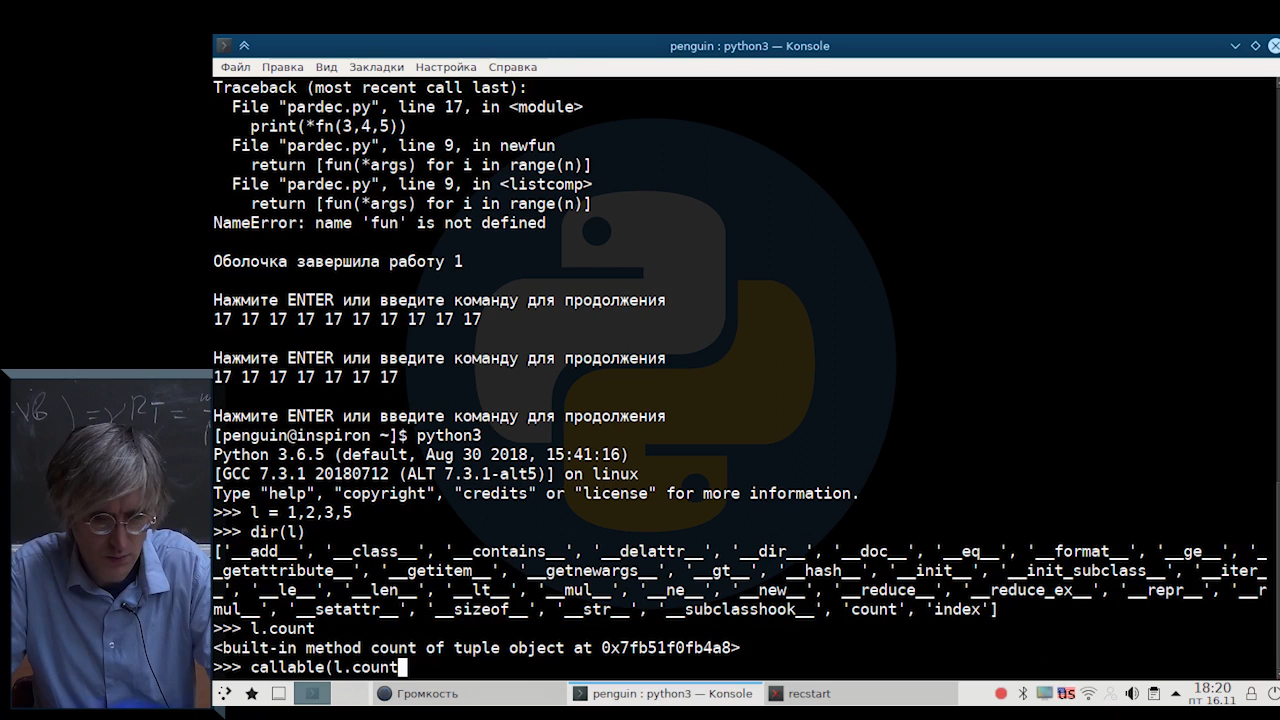 penguin : python3 — Konsole
Файл Правка Вид Закладки Настройка Справка
Traceback (most recent call last):
  File "pardec.py", line 17, in <module>
    print(*fn(3,4,5))
  File "pardec.py", line 9, in newfun
    return [fun(*args) for i in range(n)]
  File "pardec.py", line 9, in <listcomp>
    return [fun(*args) for i in range(n)]
NameError: name 'fun' is not defined
Оболочка завершила работу 1
Нажмите ENTER или введите команду для продолжения
17 17 17 17 17 17 17 17 17 17
Нажмите ENTER или введите команду для продолжения
17 17 17 17 17 17 17
Нажмите ENTER или введите команду для продолжения
[penguin@inspiron ~]$ python3
Python 3.6.5 (default, Aug 30 2018, 15:41:16)
[GCC 7.3.1 20180712 (ALT 7.3.1-alt5)] on linux
Type "help", "copyright", "credits" or "license" for more information.
>>> l = 1,2,3,5
>>> dir(l)
['__add__', '__class__', '__contains__', '__delattr__', '__dir__', '__doc__', '__eq__', '__format__', '__ge__', '_
_getattribute__', '__getitem__', '__getnewargs__', '__gt__', '__hash__', '__init__', '__init_subclass__', '__iter_
_', '__le__', '__len__', '__lt__', '__mul__', '__ne__', '__new__', '__reduce__', '__reduce_ex__', '__repr__', '__r
mul__', '__setattr__', '__sizeof__', '__str__', '__subclasshook__', 'count', 'index']
>>> l.count
<built-in method count of tuple object at 0x7fb51f0fb4a8>
>>> callable(l.count
Громкость
penguin : python3 — Konsole
recstart
us
18:20
пт 16.11